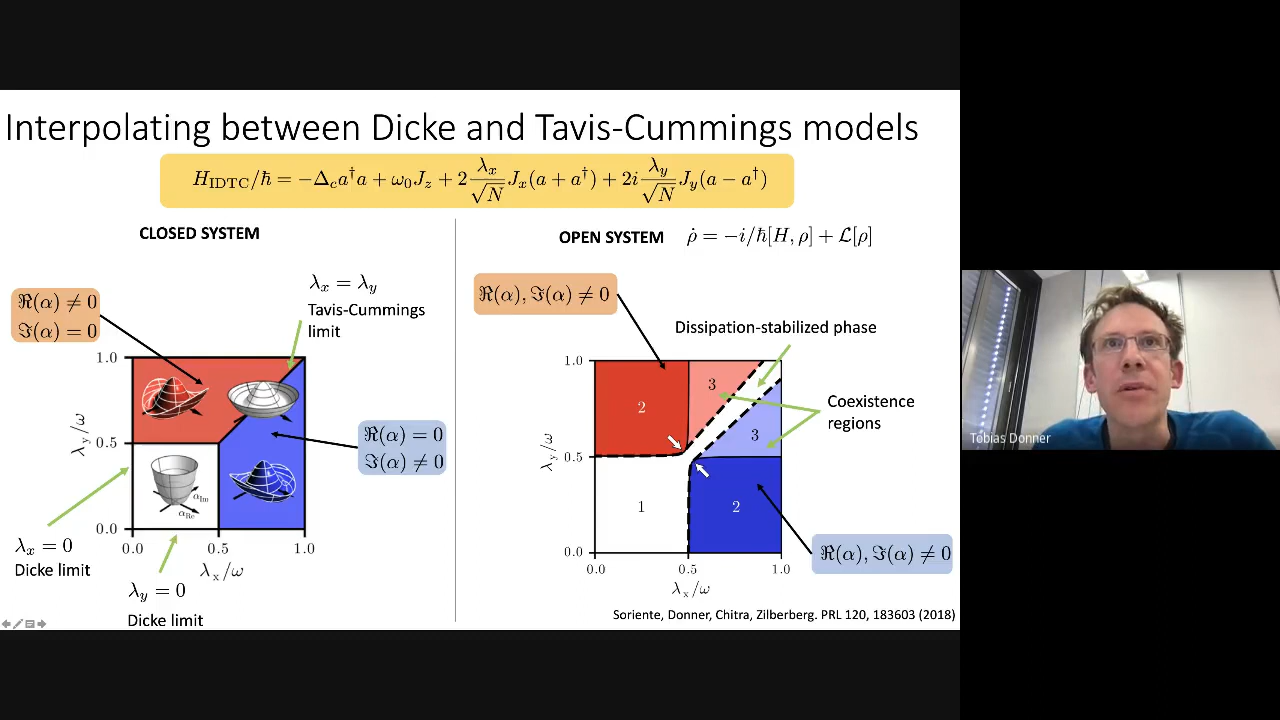 Interpolating between Dicke and Tavis-Cummings models
H_IDTC/ℏ = −Δ_c a†a + ω₀J_z + 2 λ_x/√N J_x(a + a†) + 2i λ_y/√N J_y(a − a†)
CLOSED SYSTEM
λ_x = λ_y
Tavis-Cummings
limit
ℜ(α) ≠ 0
ℑ(α) = 0
1.0
λ_y/ω
0.5
0.0
α_Im
α_Re
ℜ(α) = 0
ℑ(α) ≠ 0
0.0 0.5 1.0
λ_x/ω
λ_x = 0
Dicke limit
λ_y = 0
Dicke limit
OPEN SYSTEM ρ̇ = −i/ℏ[H, ρ] + ℒ[ρ]
ℜ(α), ℑ(α) ≠ 0
Dissipation-stabilized phase
Coexistence
regions
1.0
λ_y/ω
0.5
0.0
2
3
3
1
2
0.0 0.5 1.0
λ_x/ω
ℜ(α), ℑ(α) ≠ 0
Soriente, Donner, Chitra, Zilberberg. PRL 120, 183603 (2018)
Tobias Donner